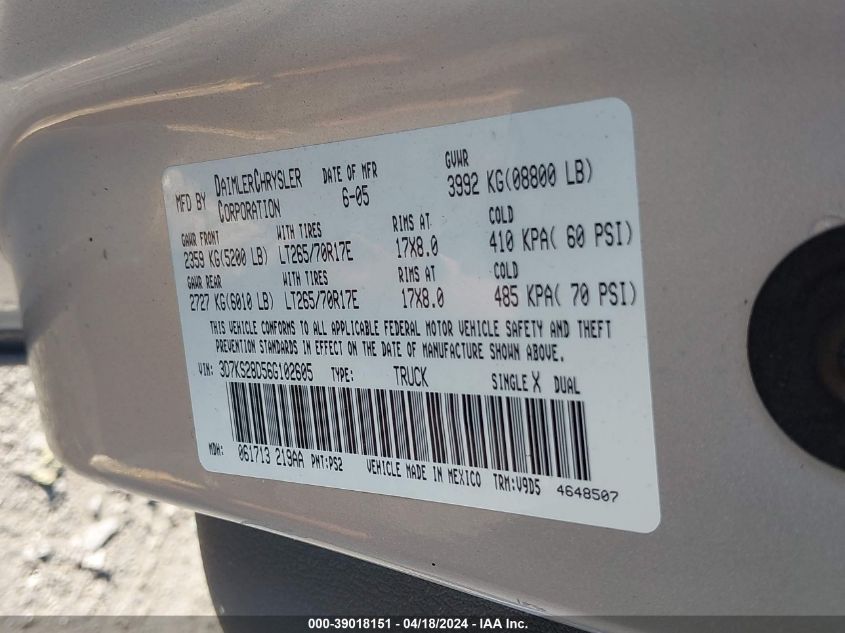 MFD BY DAIMLERCHRYSLER CORPORATION
DATE OF MFR 6-05
GVWR 3992 KG(08800 LB)
GAWR FRONT WITH TIRES RIMS AT COLD
2359 KG(5200 LB) LT265/70R17E 17X8.0 410 KPA( 60 PSI)
GAWR REAR WITH TIRES RIMS AT COLD
2727 KG(6010 LB) LT265/70R17E 17X8.0 485 KPA( 70 PSI)
THIS VEHICLE CONFORMS TO ALL APPLICABLE FEDERAL MOTOR VEHICLE SAFETY AND THEFT
PREVENTION STANDARDS IN EFFECT ON THE DATE OF MANUFACTURE SHOWN ABOVE.
VIN: 3D7KS28D56G102605 TYPE: TRUCK SINGLE X DUAL
MDH: 061713 219AA PNT:PS2 VEHICLE MADE IN MEXICO TRM:V9D5 4648507
000-39018151 / 04/18/2024 / IAA Inc.